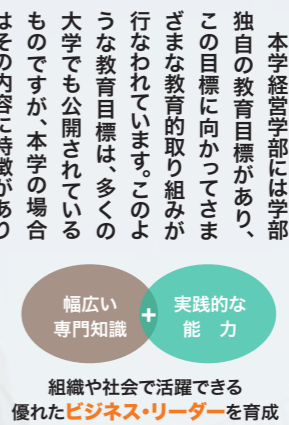 本学経営学部には学部
独自の教育目標があり、
この目標に向かってさま
ざまな教育的取り組みが
行なわれています。このよ
うな教育目標は、多くの
大学でも公開されている
ものですが、本学の場合
はその内容に特徴があり
幅広い
専門知識
+
実践的な
能 力
組織や社会で活躍できる
優れたビジネス・リーダーを育成